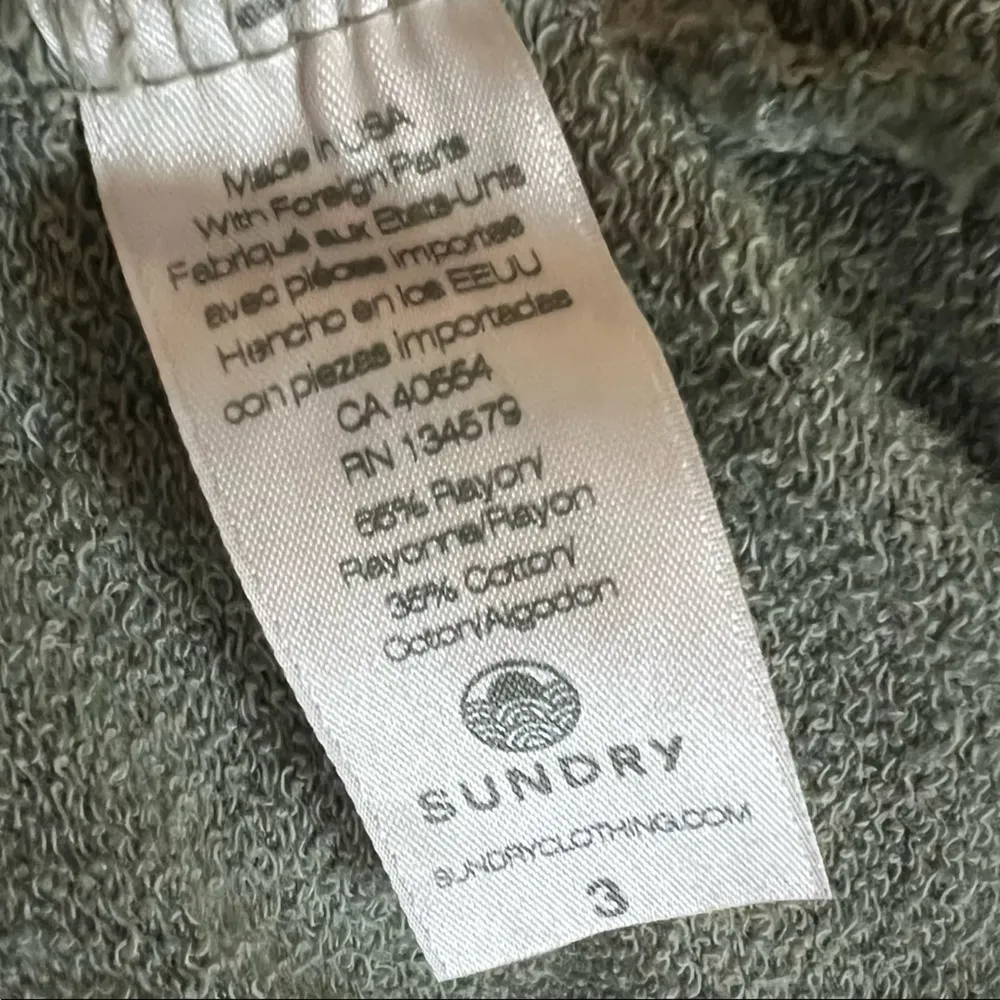 Made in USA
With Foreign Parts
Fabriqué aux Etats-Unis
avec piéces importes
Hencho en los EEUU
con piezas importadas
CA 40554
RN 134579
65% Rayon/
Rayonne/Rayon
35% Cotton/
Coton/Algodon
SUNDRY
SUNDRYCLOTHING.COM
3